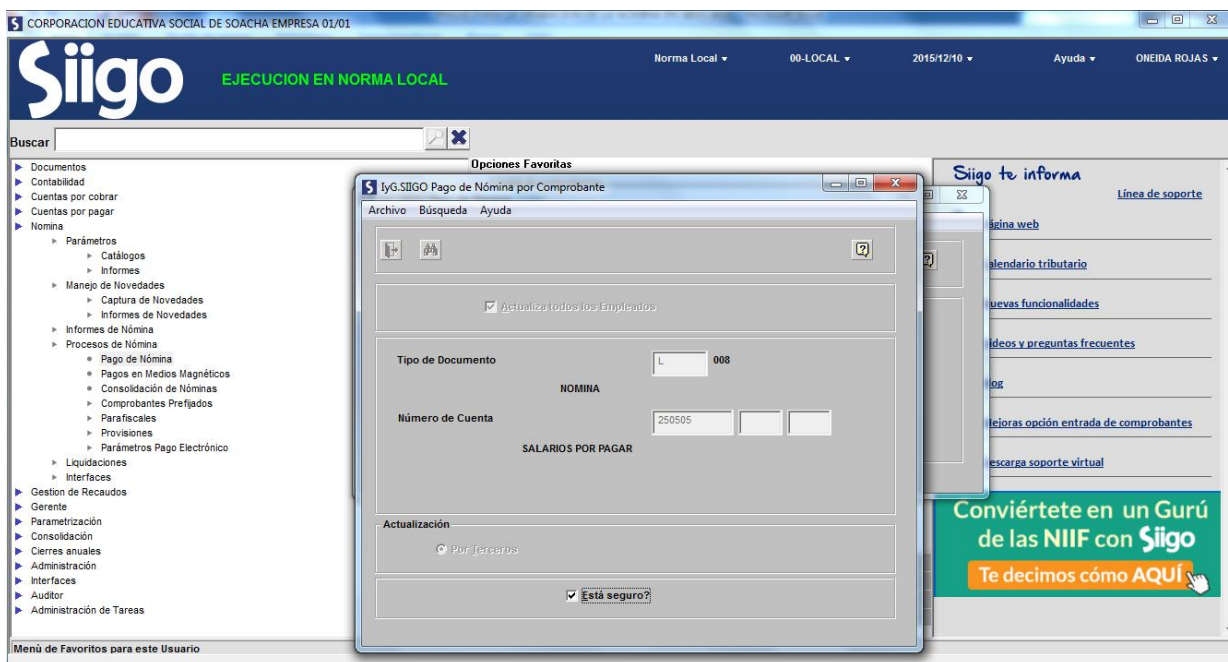 CORPORACION EDUCATIVA SOCIAL DE SOACHA EMPRESA 01/01
Siigo
EJECUCION EN NORMA LOCAL
Norma Local
00-LOCAL
2015/12/10
Ayuda
ONEIDA ROJAS
Buscar
Documentos
Contabilidad
Cuentas por cobrar
Cuentas por pagar
Nomina
Parámetros
Catálogos
Informes
Manejo de Novedades
Captura de Novedades
Informes de Novedades
Informes de Nómina
Procesos de Nómina
Pago de Nómina
Pagos en Medios Magnéticos
Consolidación de Nóminas
Comprobantes Prefijados
Parafiscales
Provisiones
Parámetros Pago Electrónico
Liquidaciones
Interfaces
Gestion de Recaudos
Gerente
Parametrización
Consolidación
Cierres anuales
Administración
Interfaces
Auditor
Administración de Tareas
Menù de Favoritos para este Usuario
Opciones Favoritas
IyG.SIIGO Pago de Nómina por Comprobante
Archivo Búsqueda Ayuda
Actualiza todos los Empleados
Tipo de Documento L 008
NOMINA
Número de Cuenta 250505
SALARIOS POR PAGAR
Actualización
Por Terceros
Está seguro?
Siigo te informa
Línea de soporte
ágina web
alendario tributario
uevas funcionalidades
ideos y preguntas frecuentes
log
lejoras opción entrada de comprobantes
escarga soporte virtual
Conviértete en un Gurú
de las NIIF con Siigo
Te decimos cómo AQUÍ